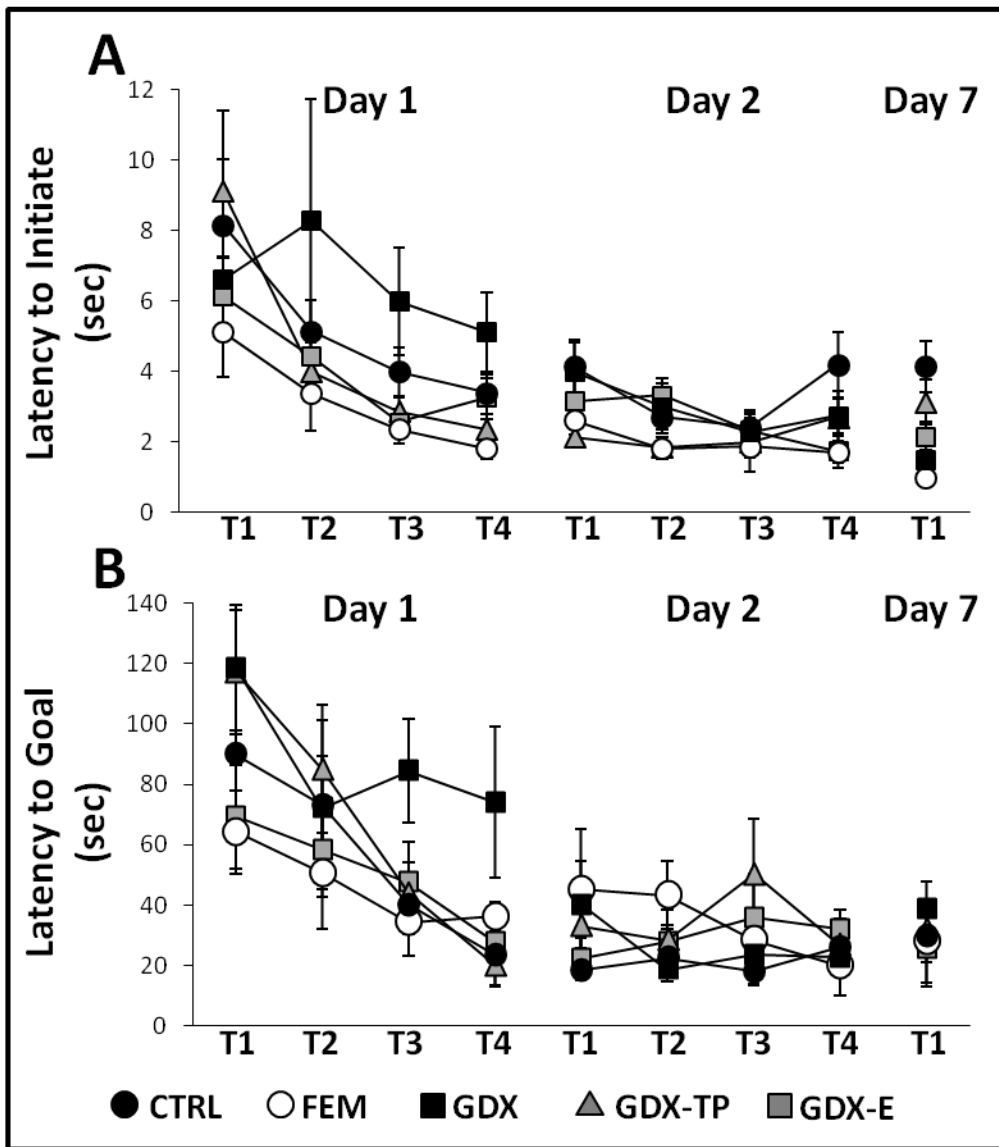 A
Day 1 Day 2 Day 7
Latency to Initiate
(sec)
12
10
8
6
4
2
0
T1 T2 T3 T4 T1 T2 T3 T4 T1
B
Day 1 Day 2 Day 7
Latency to Goal
(sec)
140
120
100
80
60
40
20
0
T1 T2 T3 T4 T1 T2 T3 T4 T1
CTRL FEM GDX GDX-TP GDX-E